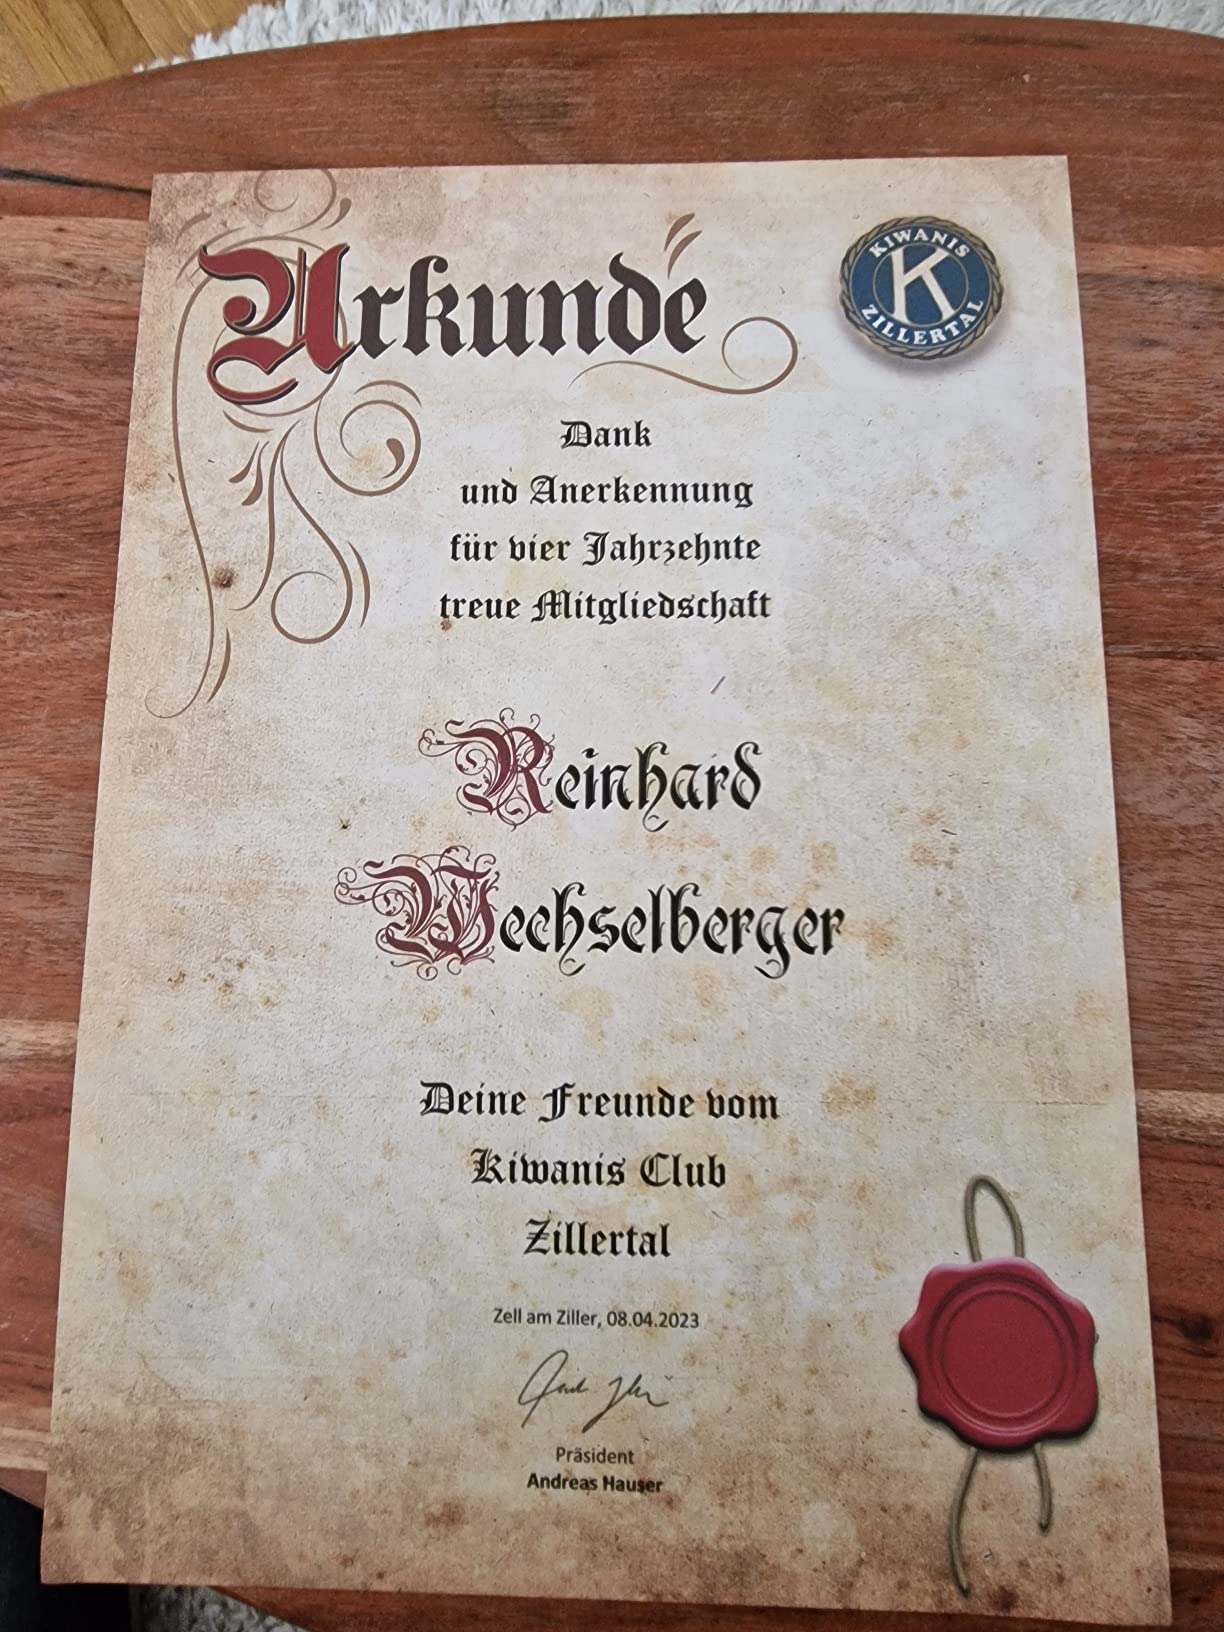 Urkunde
KIWANIS
K
ZILLERTAL
Dank
und Anerkennung
für vier Jahrzehnte
treue Mitgliedschaft
Reinhard
Wechselberger
Deine Freunde vom
Kiwanis Club
Zillertal
Zell am Ziller, 08.04.2023
Präsident
Andreas Hauser